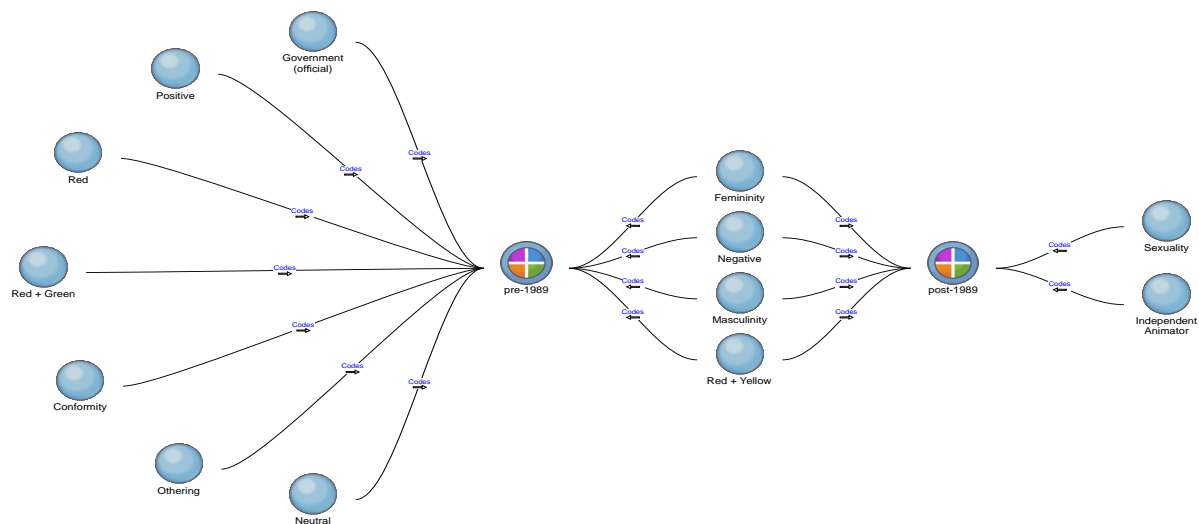 Government
(official)
Positive
Codes
Codes
Red
Codes
Red + Green
Codes
pre-1989
Codes
Conformity
Codes
Othering
Codes
Neutral
Femininity
Codes
Codes
Negative
Codes
Codes
Masculinity
Codes
Codes
Red + Yellow
Codes
Codes
post-1989
Codes
Sexuality
Codes
Independent
Animator